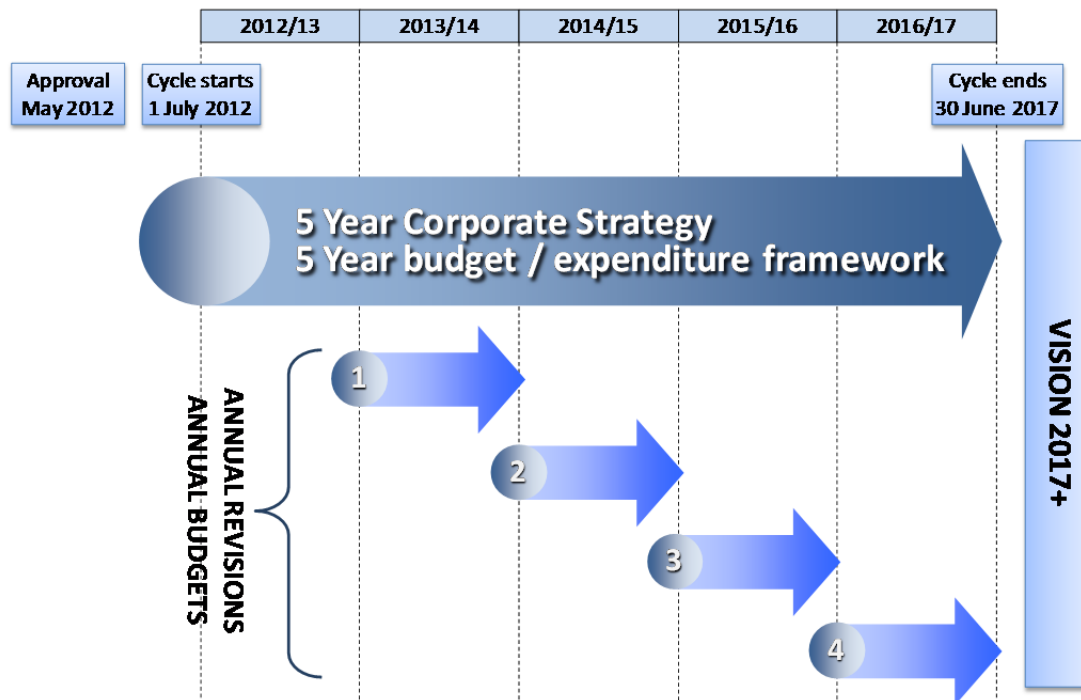 2012/13
2013/14
2014/15
2015/16
2016/17
Approval
May 2012
Cycle starts
1 July 2012
Cycle ends
30 June 2017
5 Year Corporate Strategy
5 Year budget / expenditure framework
ANNUAL REVISIONS
ANNUAL BUDGETS
1
2
3
4
VISION 2017+